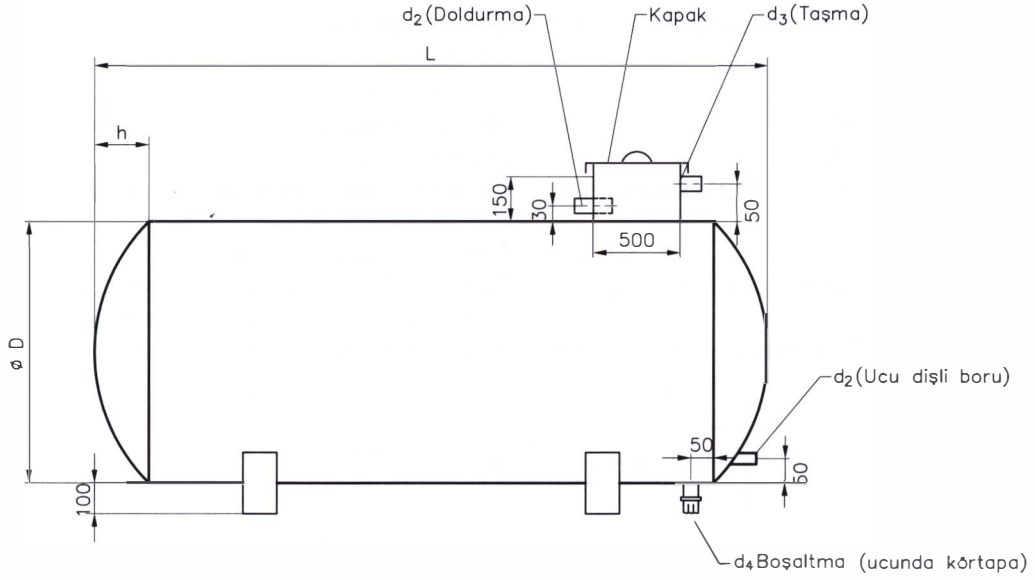 d₂(Doldurma)
Kapak
d₃(Taşma)
L
h
150
30
50
500
ø D
d₂(Ucu dişli boru)
50
50
100
d₄Boşaltma (ucunda körtapa)